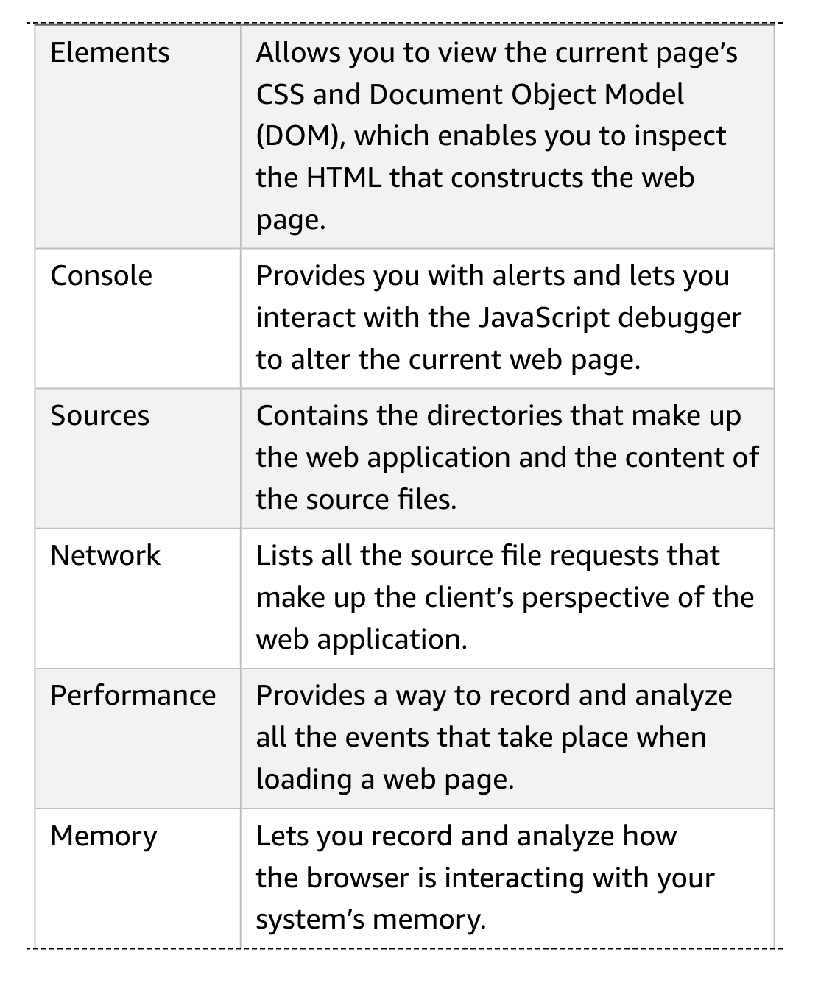 Elements
Allows you to view the current page’s
CSS and Document Object Model
(DOM), which enables you to inspect
the HTML that constructs the web
page.
Console
Provides you with alerts and lets you
interact with the JavaScript debugger
to alter the current web page.
Sources
Contains the directories that make up
the web application and the content of
the source files.
Network
Lists all the source file requests that
make up the client’s perspective of the
web application.
Performance
Provides a way to record and analyze
all the events that take place when
loading a web page.
Memory
Lets you record and analyze how
the browser is interacting with your
system’s memory.